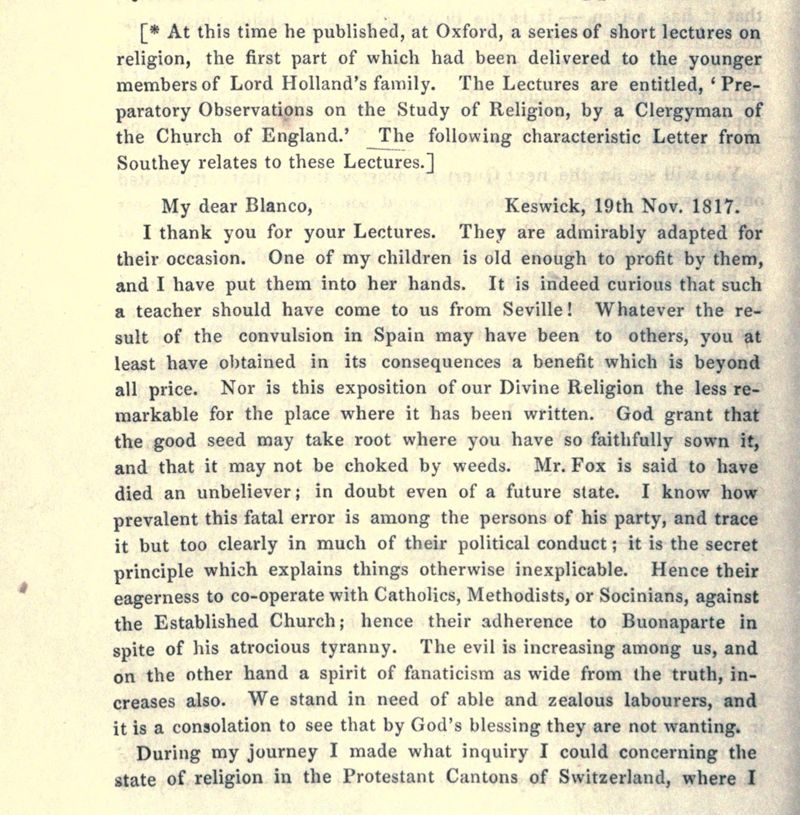 [* At this time he published, at Oxford, a series of short lectures on
religion, the first part of which had been delivered to the younger
members of Lord Holland's family. The Lectures are entitled, ‘ Pre-
paratory Observations on the Study of Religion, by a Clergyman of
the Church of England.’ The following characteristic Letter from
Southey relates to these Lectures.]
My dear Blanco, Keswick, 19th Nov. 1817.
I thank you for your Lectures. They are admirably adapted for
their occasion. One of my children is old enough to profit by them,
and I have put them into her hands. It is indeed curious that such
a teacher should have come to us from Seville! Whatever the re-
sult of the convulsion in Spain may have been to others, you at
least have obtained in its consequences a benefit which is beyond
all price. Nor is this exposition of our Divine Religion the less re-
markable for the place where it has been written. God grant that
the good seed may take root where you have so faithfully sown it,
and that it may not be choked by weeds. Mr. Fox is said to have
died an unbeliever; in doubt even of a future state. I know how
prevalent this fatal error is among the persons of his party, and trace
it but too clearly in much of their political conduct; it is the secret
principle which explains things otherwise inexplicable. Hence their
eagerness to co-operate with Catholics, Methodists, or Socinians, against
the Established Church; hence their adherence to Buonaparte in
spite of his atrocious tyranny. The evil is increasing among us, and
on the other hand a spirit of fanaticism as wide from the truth, in-
creases also. We stand in need of able and zealous labourers, and
it is a consolation to see that by God's blessing they are not wanting.
During my journey I made what inquiry I could concerning the
state of religion in the Protestant Cantons of Switzerland, where I